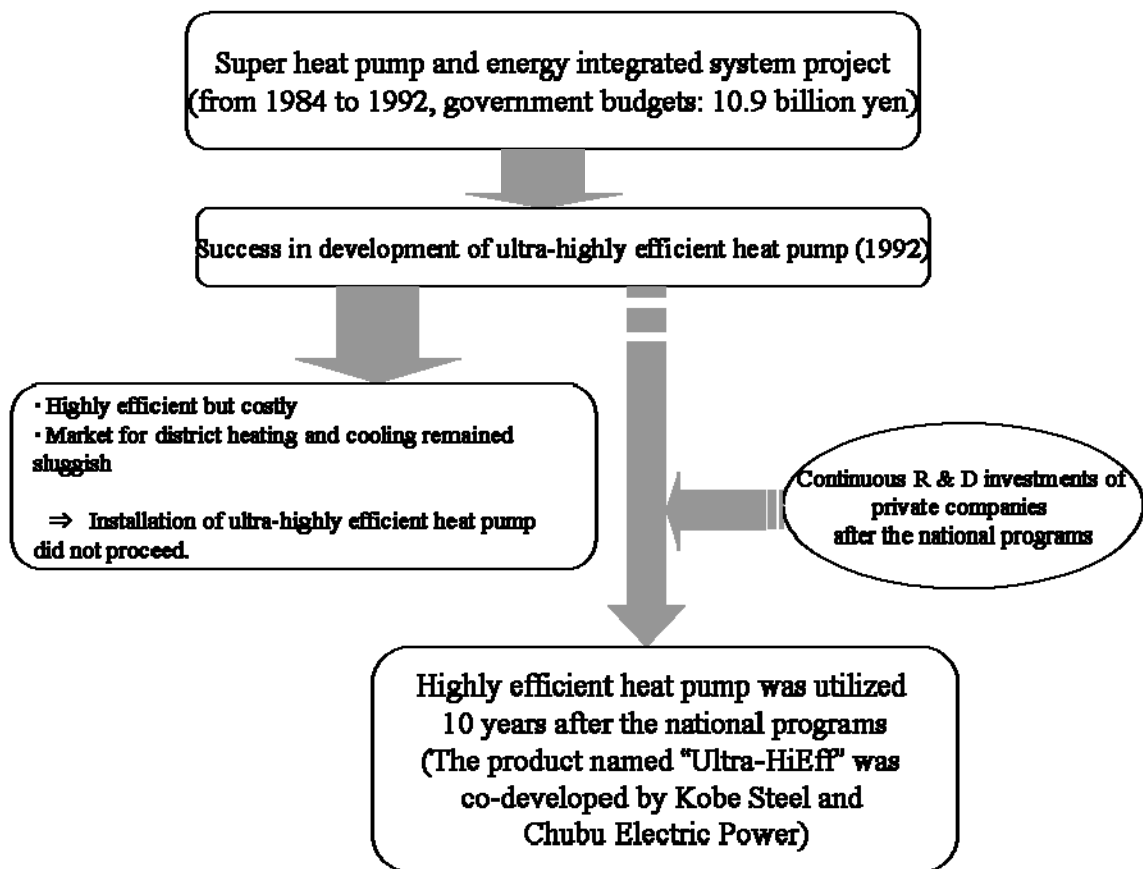 Super heat pump and energy integrated system project
(from 1984 to 1992, government budgets: 10.9 billion yen)
Success in development of ultra-highly efficient heat pump (1992)
・Highly efficient but costly
・Market for district heating and cooling remained
sluggish
⇒ Installation of ultra-highly efficient heat pump
did not proceed.
Continuous R & D investments of
private companies
after the national programs
Highly efficient heat pump was utilized
10 years after the national programs
(The product named “Ultra-HiEff” was
co-developed by Kobe Steel and
Chubu Electric Power)